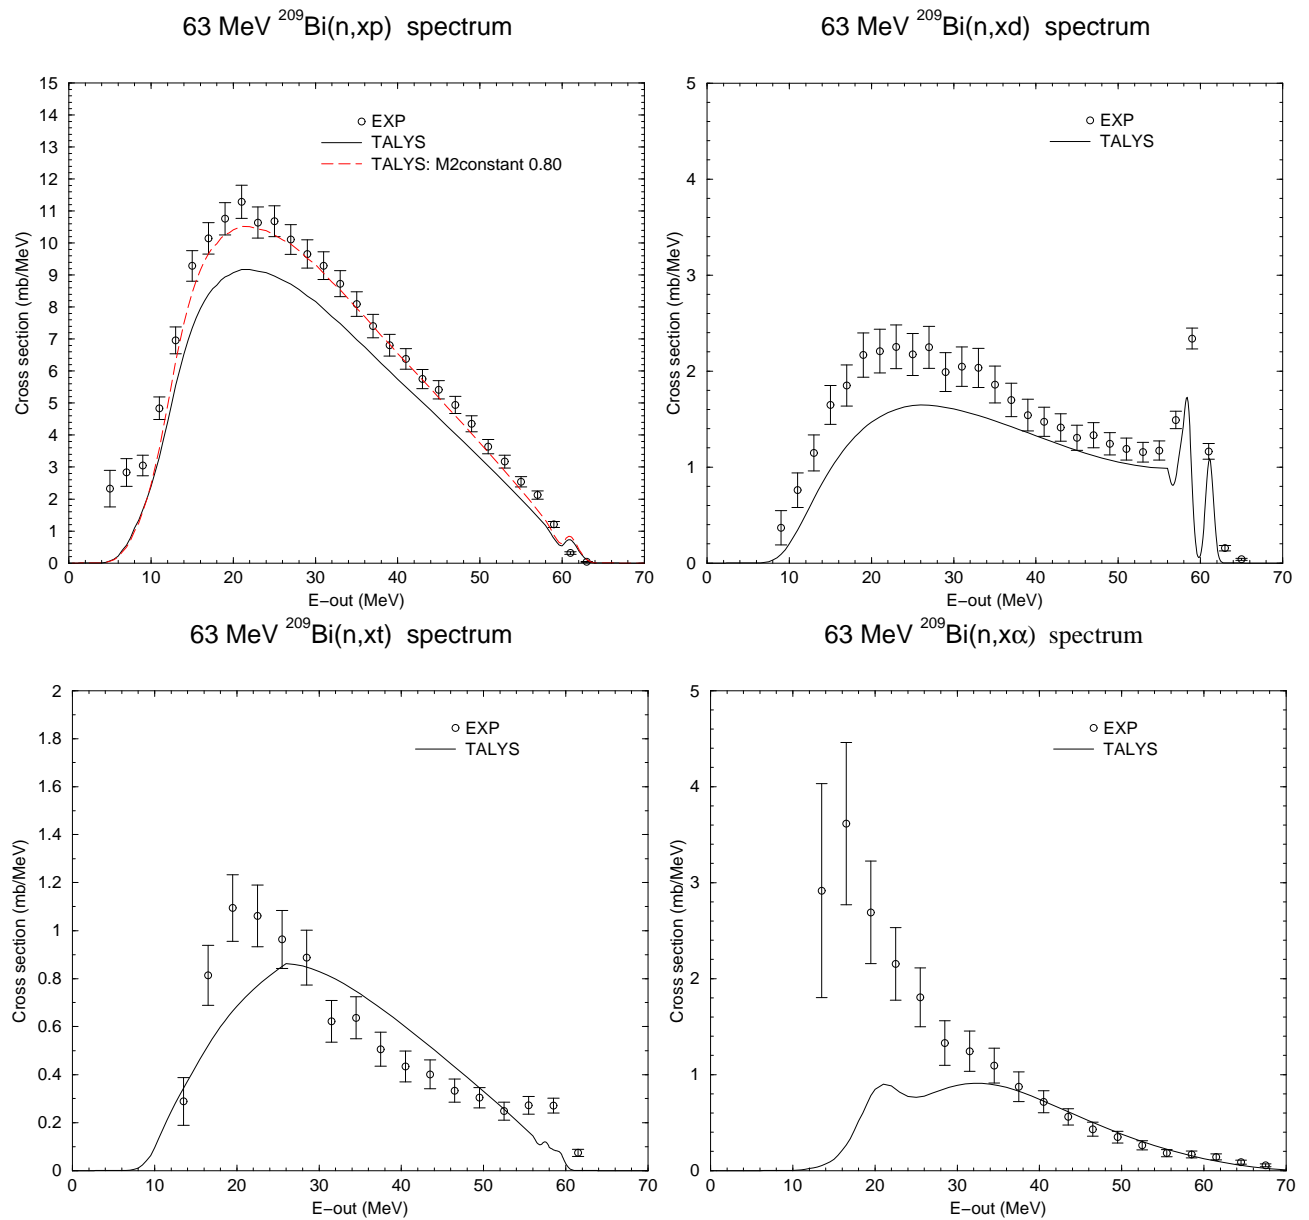 63 MeV ²⁰⁹Bi(n,xp) spectrum
15
14
13
12
11
10
9
8
7
6
5
4
3
2
1
0
Cross section (mb/MeV)
EXP
TALYS
TALYS: M2constant 0.80
0 10 20 30 40 50 60 70
E−out (MeV)
63 MeV ²⁰⁹Bi(n,xd) spectrum
5
4
3
2
1
0
Cross section (mb/MeV)
EXP
TALYS
0 10 20 30 40 50 60 70
E−out (MeV)
63 MeV ²⁰⁹Bi(n,xt) spectrum
2
1.8
1.6
1.4
1.2
1
0.8
0.6
0.4
0.2
0
Cross section (mb/MeV)
EXP
TALYS
0 10 20 30 40 50 60 70
E−out (MeV)
63 MeV ²⁰⁹Bi(n,xα) spectrum
5
4
3
2
1
0
Cross section (mb/MeV)
EXP
TALYS
0 10 20 30 40 50 60 70
E−out (MeV)